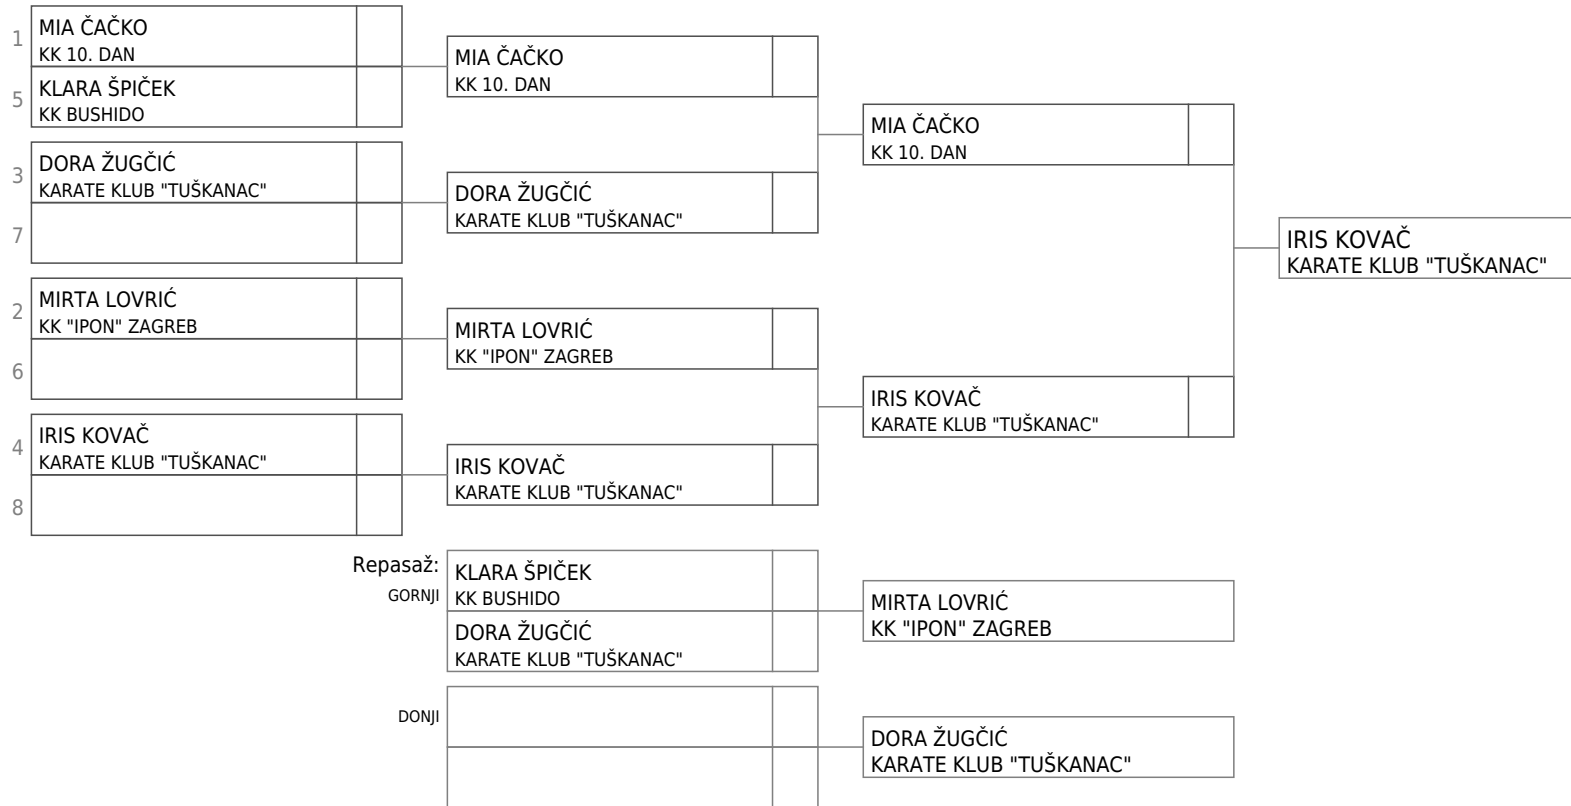 1
MIA ČAČKO
KK 10. DAN
5
KLARA ŠPIČEK
KK BUSHIDO
3
DORA ŽUGČIĆ
KARATE KLUB "TUŠKANAC"
7
2
MIRTA LOVRIĆ
KK "IPON" ZAGREB
6
4
IRIS KOVAČ
KARATE KLUB "TUŠKANAC"
8
MIA ČAČKO
KK 10. DAN
DORA ŽUGČIĆ
KARATE KLUB "TUŠKANAC"
MIRTA LOVRIĆ
KK "IPON" ZAGREB
IRIS KOVAČ
KARATE KLUB "TUŠKANAC"
MIA ČAČKO
KK 10. DAN
IRIS KOVAČ
KARATE KLUB "TUŠKANAC"
IRIS KOVAČ
KARATE KLUB "TUŠKANAC"
Repasaž:
GORNJI
KLARA ŠPIČEK
KK BUSHIDO
DORA ŽUGČIĆ
KARATE KLUB "TUŠKANAC"
MIRTA LOVRIĆ
KK "IPON" ZAGREB
DONJI
DORA ŽUGČIĆ
KARATE KLUB "TUŠKANAC"